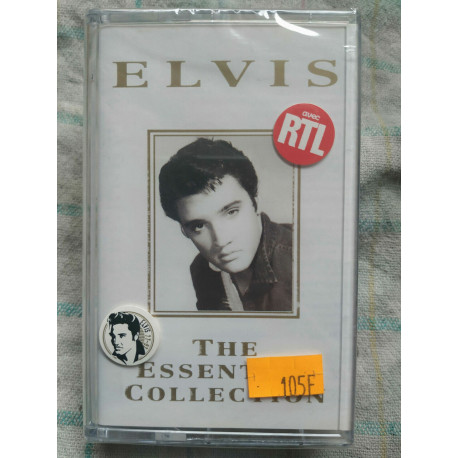 ELVIS
avec
RTL
THE
ESSENT
COLLECTION
105F